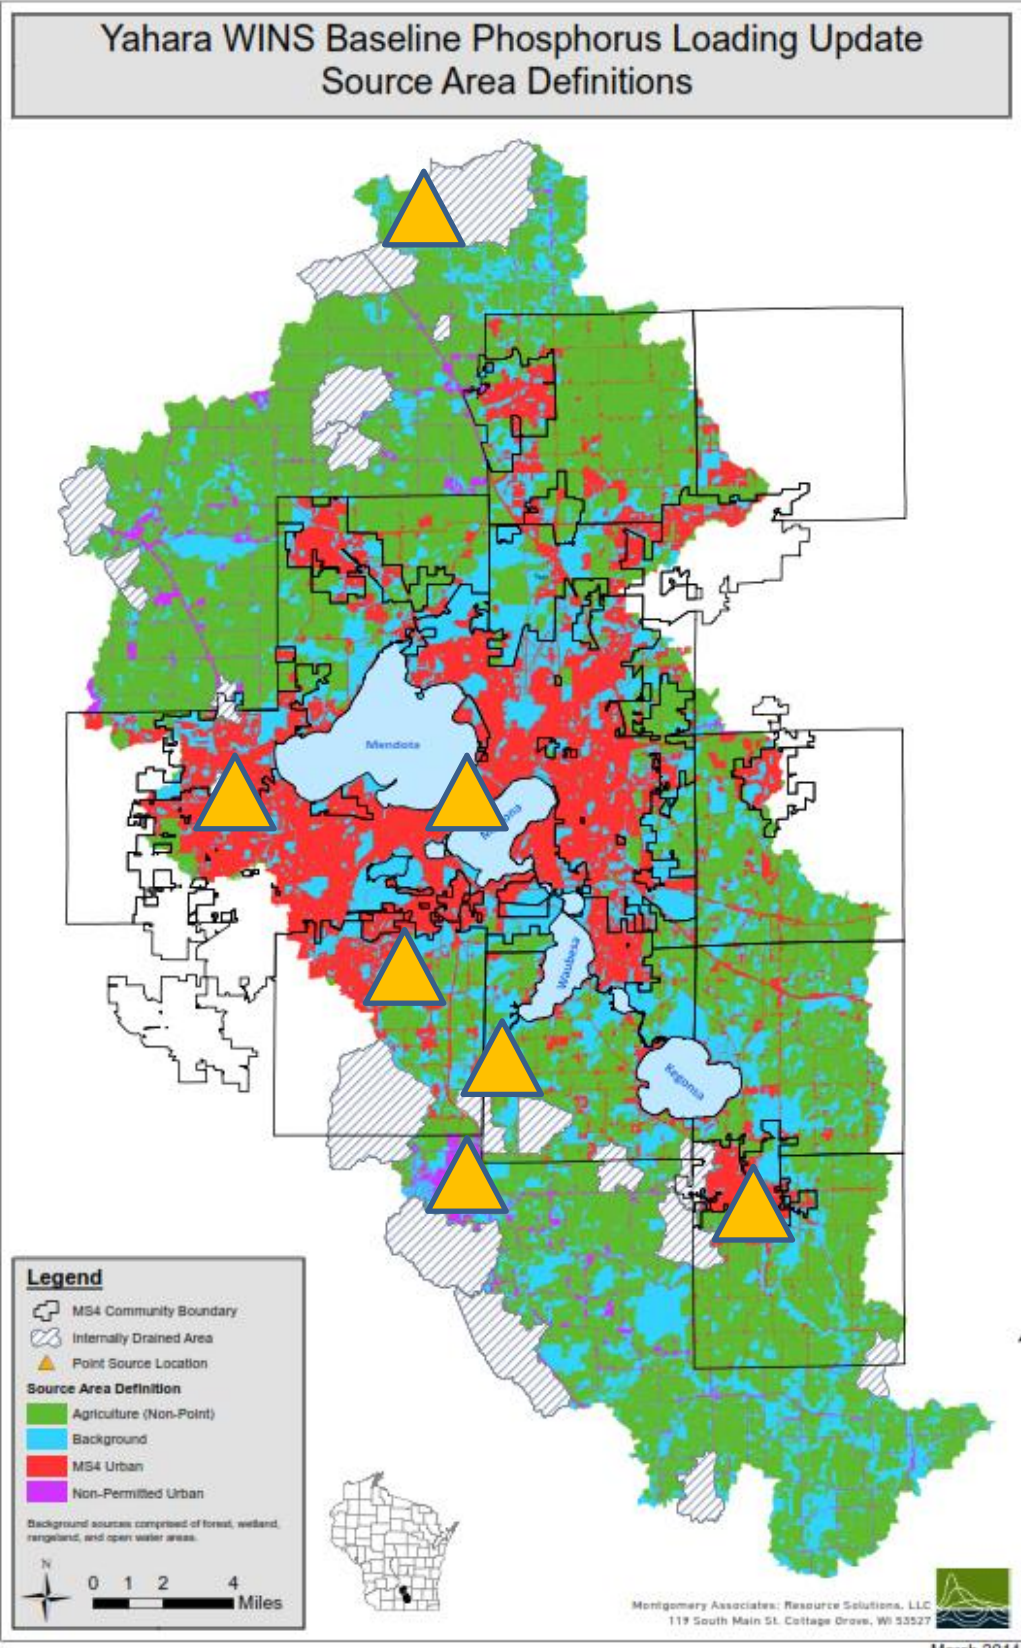 Yahara WINS Baseline Phosphorus Loading Update
Source Area Definitions
Mendota
Waubesa
Kegonsa
Legend
MS4 Community Boundary
Internally Drained Area
Point Source Location
Source Area Definition
Agriculture (Non-Point)
Background
MS4 Urban
Non-Permitted Urban
Background sources comprised of forest, wetland,
rangeland, and open water areas.
N
0 1 2 4
Miles
Montgomery Associates: Resource Solutions, LLC
119 South Main St. Cottage Grove, WI 53527